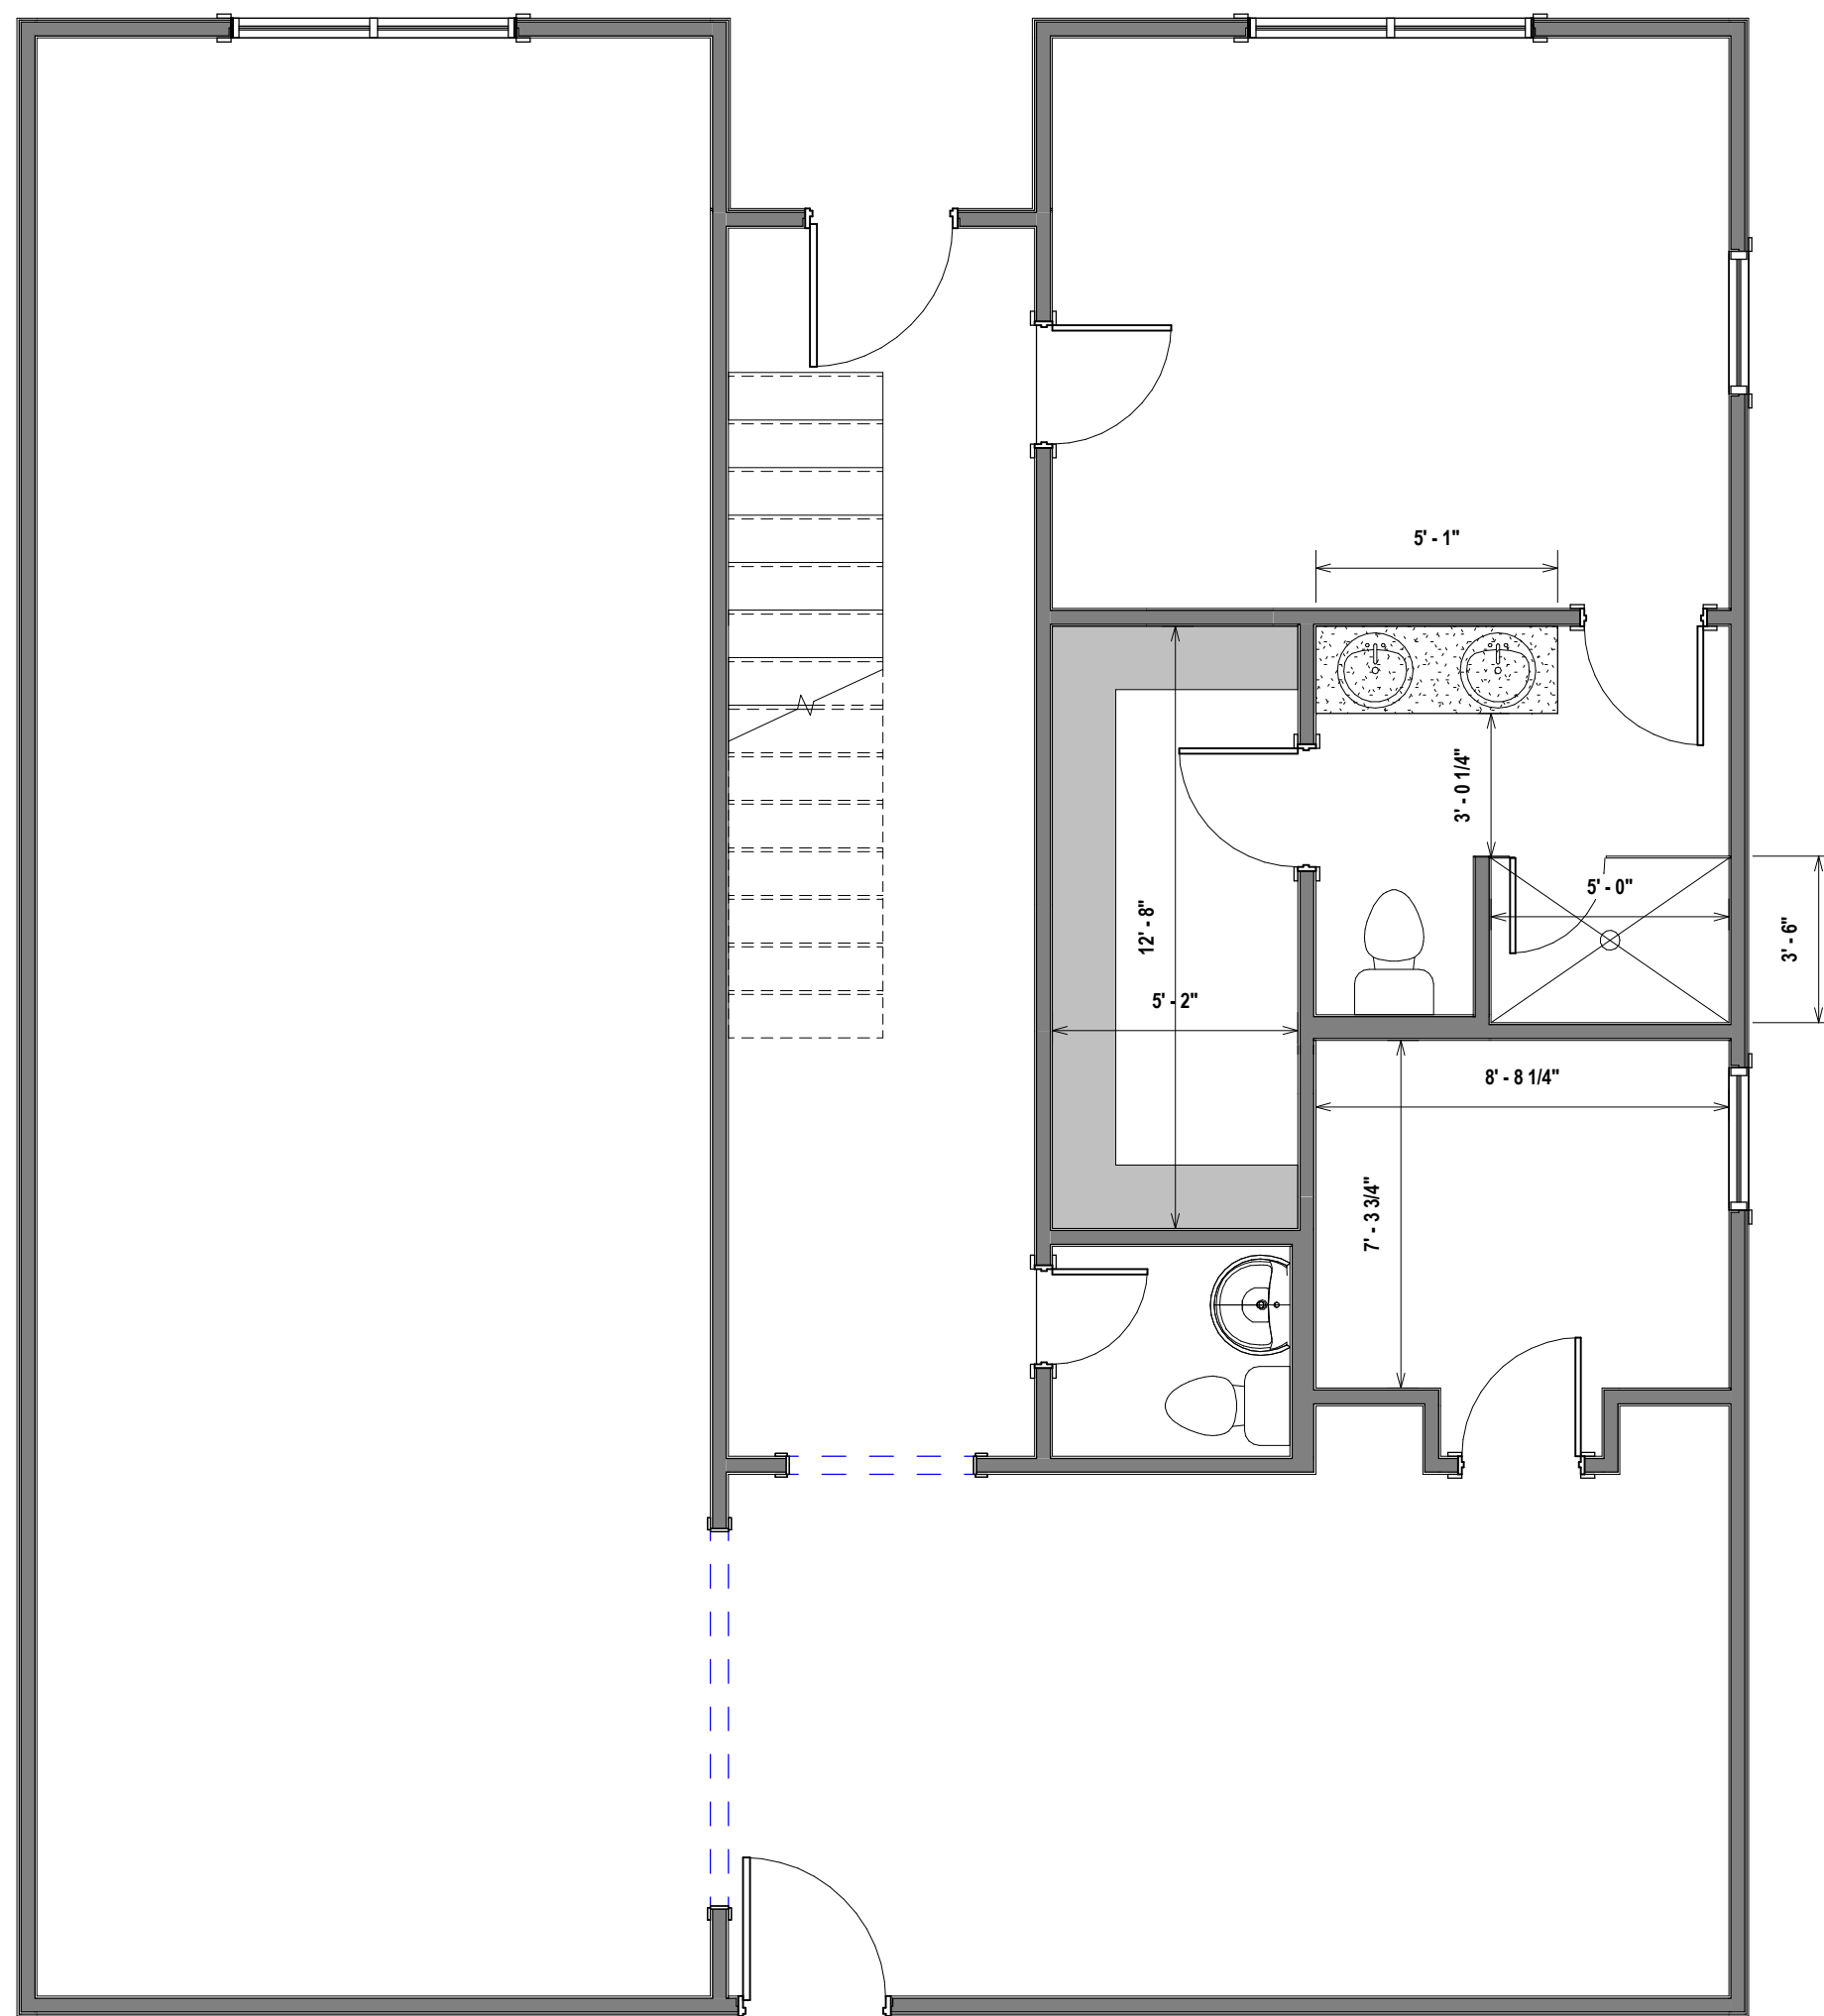 5' - 1"
3' - 0 1/4"
5' - 0"
3' - 6"
12' - 8"
5' - 2"
8' - 8 1/4"
7' - 3 3/4"